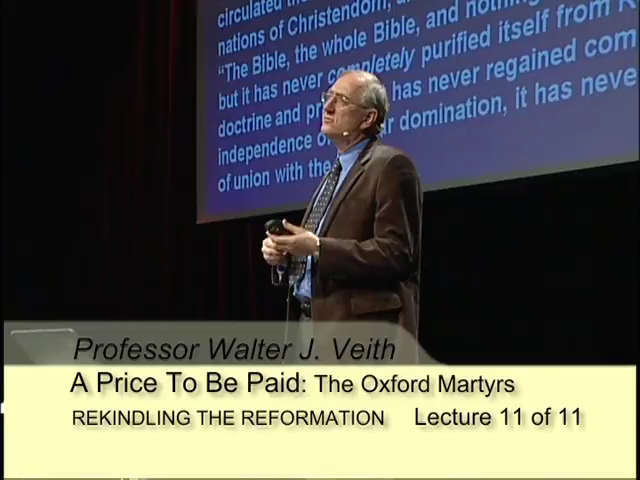 circulated the
nations of Christendom, a
"The Bible, the whole Bible, and nothing
but it has never completely purified itself from
doctrine and has never regained com
independence domination, it has never
of union with the
Professor Walter J. Veith
A Price To Be Paid: The Oxford Martyrs
REKINDLING THE REFORMATION Lecture 11 of 11